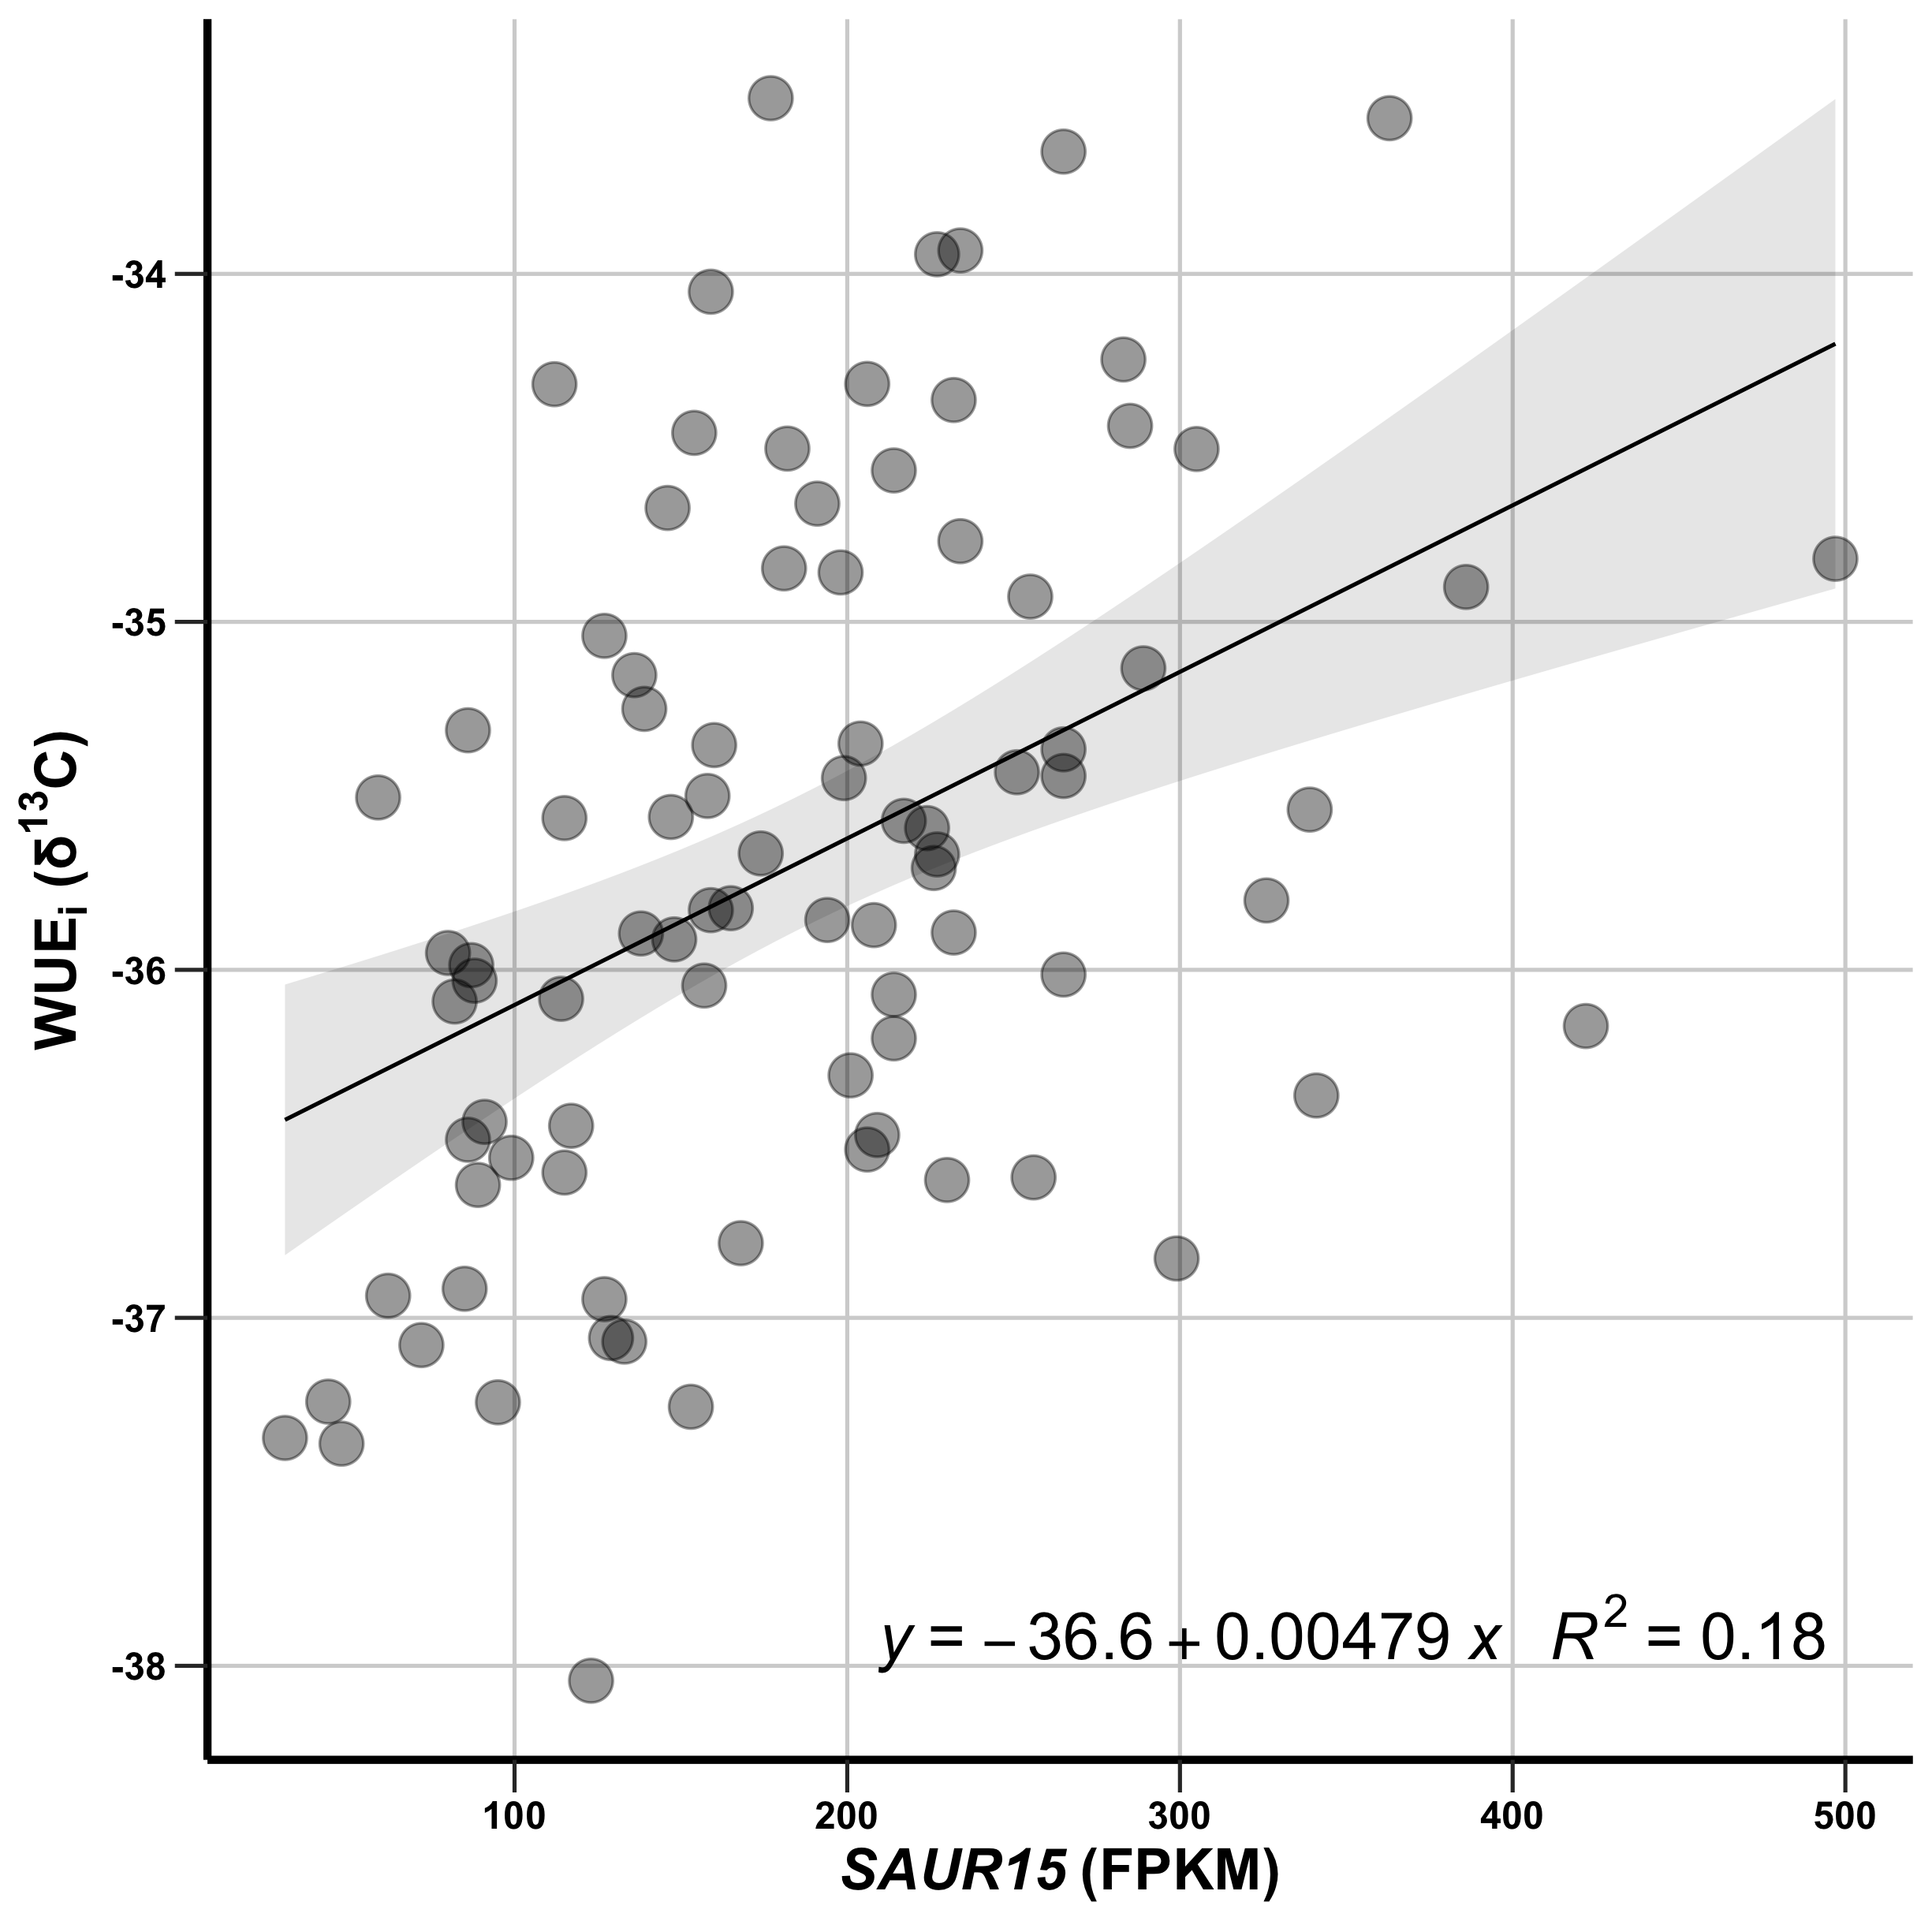 -34
-35
-36
-37
-38
WUEi (δ13C)
y = − 36.6 + 0.00479 x R2 = 0.18
100 200 300 400 500
SAUR15 (FPKM)